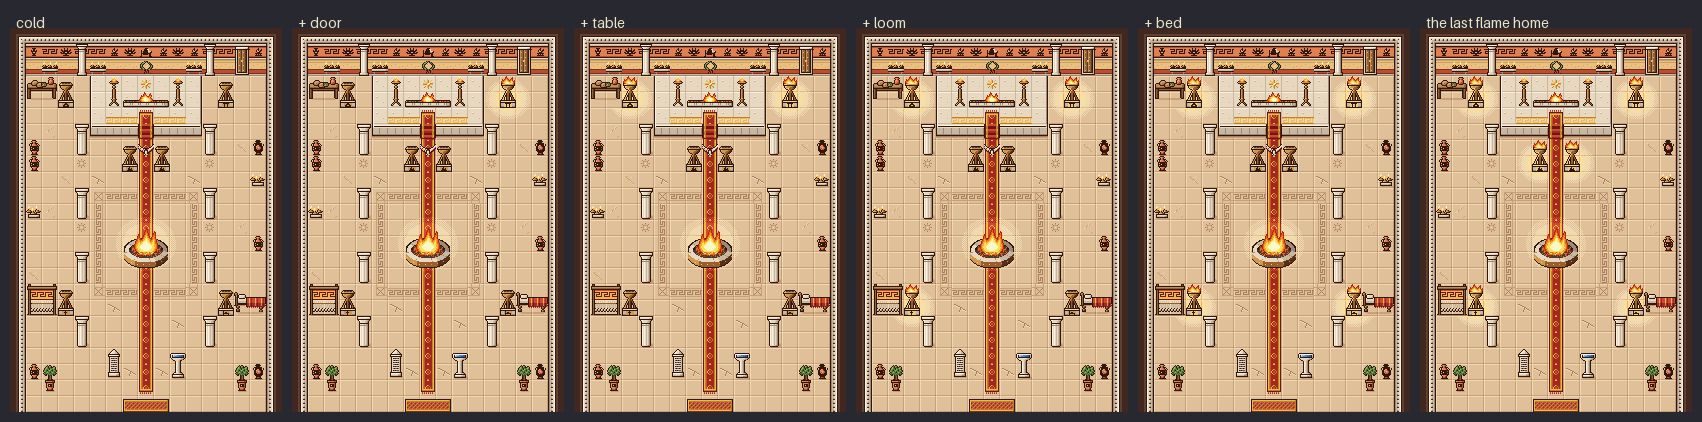 cold
+ door
+ table
+ loom
+ bed
the last flame home